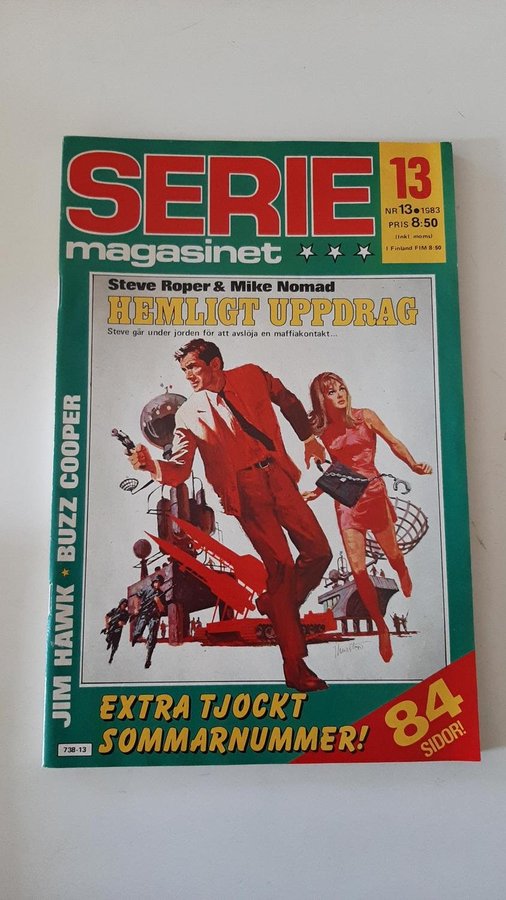 SERIE
magasinet
13
NR 13 • 1983
PRIS 8:50
(inkl moms)
I Finland FIM 8:50
Steve Roper & Mike Nomad
HEMLIGT UPPDRAG
Steve går under jorden för att avslöja en maffiakontakt...
JIM HAWK ★ BUZZ COOPER
EXTRA TJOCKT
SOMMARNUMMER!
84
SIDOR!
738-13